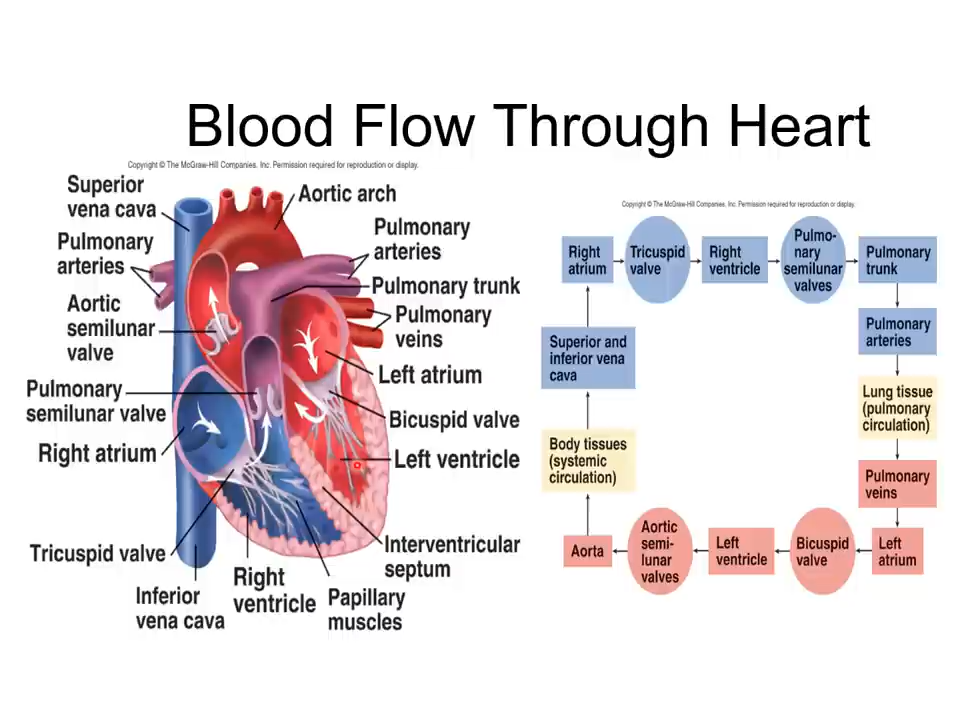 Blood Flow Through Heart
Copyright © The McGraw-Hill Companies, Inc. Permission required for reproduction or display.
Superior
vena cava
Aortic arch
Pulmonary
arteries
Pulmonary
arteries
Pulmonary trunk
Aortic
semilunar
valve
Pulmonary
veins
Left atrium
Pulmonary
semilunar valve
Bicuspid valve
Right atrium
Left ventricle
Tricuspid valve
Interventricular
septum
Inferior
vena cava
Right
ventricle
Papillary
muscles
Copyright © The McGraw-Hill Companies, Inc. Permission required for reproduction or display.
Right
atrium
Tricuspid
valve
Right
ventricle
Pulmo-
nary
semilunar
valves
Pulmonary
trunk
Pulmonary
arteries
Lung tissue
(pulmonary
circulation)
Pulmonary
veins
Left
atrium
Bicuspid
valve
Left
ventricle
Aortic
semi-
lunar
valves
Aorta
Body tissues
(systemic
circulation)
Superior and
inferior vena
cava